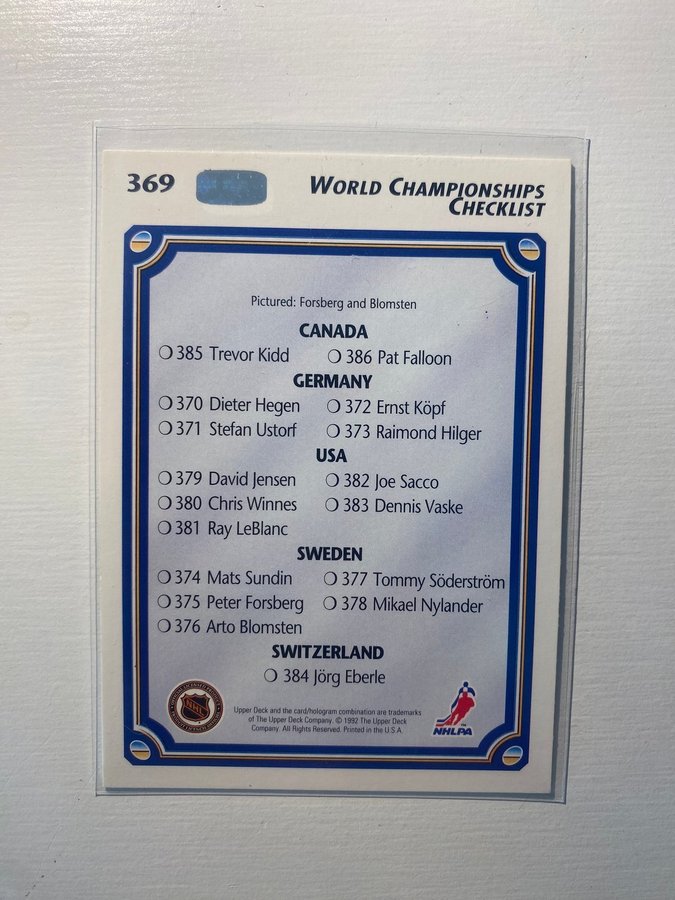 369
WORLD CHAMPIONSHIPS
CHECKLIST
Pictured: Forsberg and Blomsten
CANADA
❍ 385 Trevor Kidd ❍ 386 Pat Falloon
GERMANY
❍ 370 Dieter Hegen ❍ 372 Ernst Köpf
❍ 371 Stefan Ustorf ❍ 373 Raimond Hilger
USA
❍ 379 David Jensen ❍ 382 Joe Sacco
❍ 380 Chris Winnes ❍ 383 Dennis Vaske
❍ 381 Ray LeBlanc
SWEDEN
❍ 374 Mats Sundin ❍ 377 Tommy Söderström
❍ 375 Peter Forsberg ❍ 378 Mikael Nylander
❍ 376 Arto Blomsten
SWITZERLAND
❍ 384 Jörg Eberle
NHL
Upper Deck and the card/hologram combination are trademarks
of The Upper Deck Company. © 1992 The Upper Deck
Company. All Rights Reserved. Printed in the U.S.A.
NHLPA